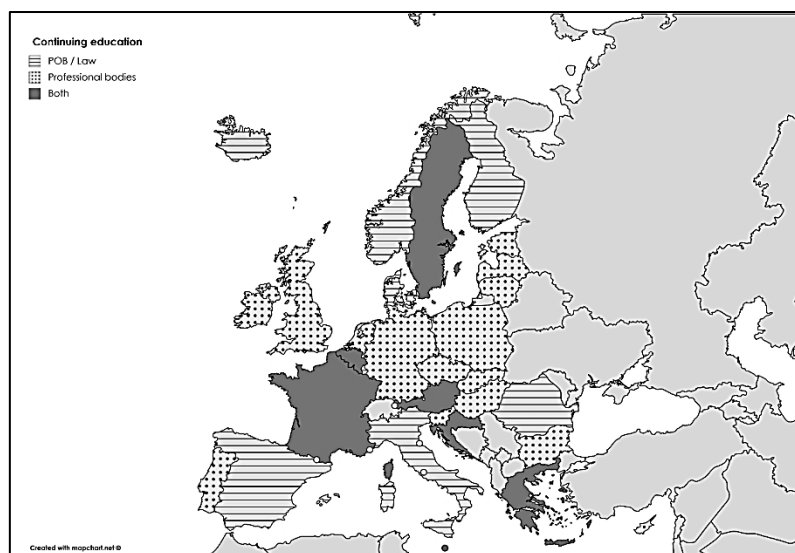 Continuing education
POB / Law
Professional bodies
Both
Created with mapchart.net ©